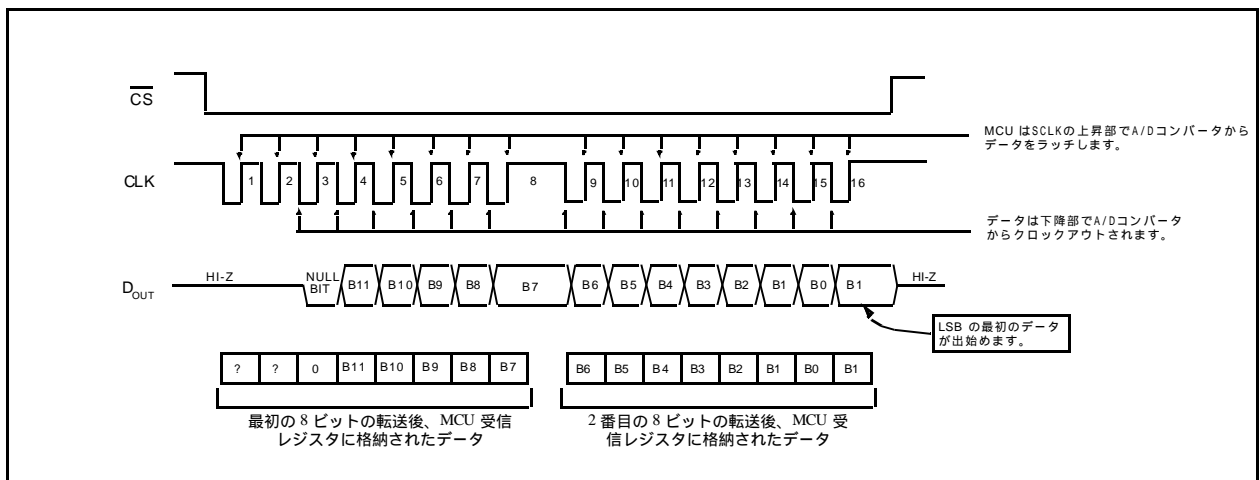 CS
MCU はSCLKの上昇部でA/Dコンバータから
データをラッチします。
CLK
1 2 3 4 5 6 7 8 9 10 11 12 13 14 15 16
データは下降部でA/Dコンバータ
からクロックアウトされます。
DOUT
HI-Z
NULL
BIT
B11 B10 B9 B8 B7 B6 B5 B4 B3 B2 B1 B0 B1
HI-Z
LSB の最初のデータ
が出始めます。
? ? 0 B11 B10 B9 B8 B7
B6 B5 B4 B3 B2 B1 B0 B1
最初の 8 ビットの転送後、MCU 受信
レジスタに格納されたデータ
2 番目の 8 ビットの転送後、MCU 受
信レジスタに格納されたデータ